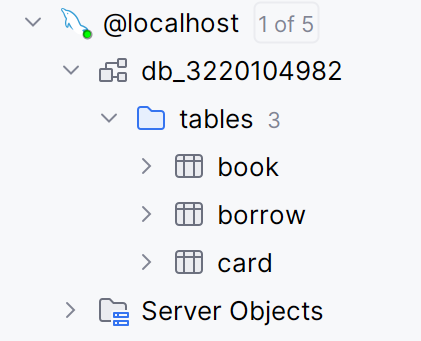 @localhost 1 of 5
db_3220104982
tables 3
book
borrow
card
Server Objects